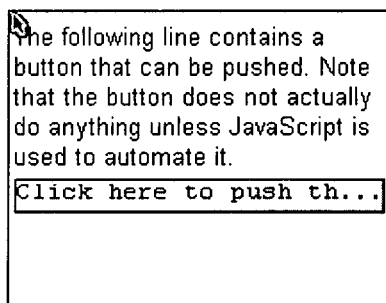 The following line contains a
button that can be pushed. Note
that the button does not actually
do anything unless JavaScript is
used to automate it.
Click here to push th...